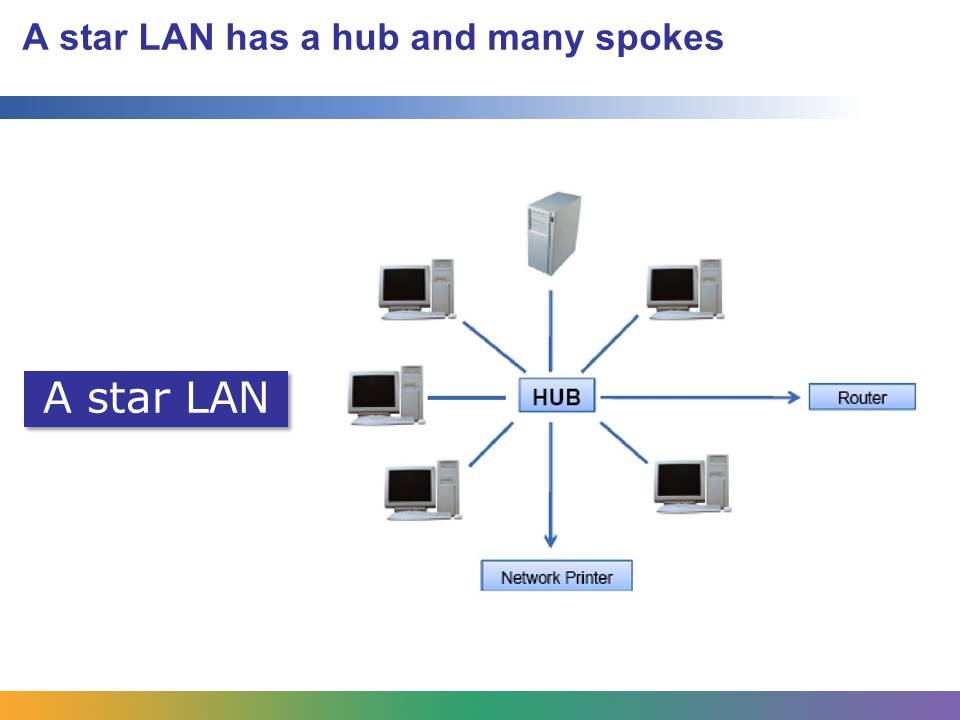 A star LAN has a hub and many spokes
A star LAN
HUB
Router
Network Printer